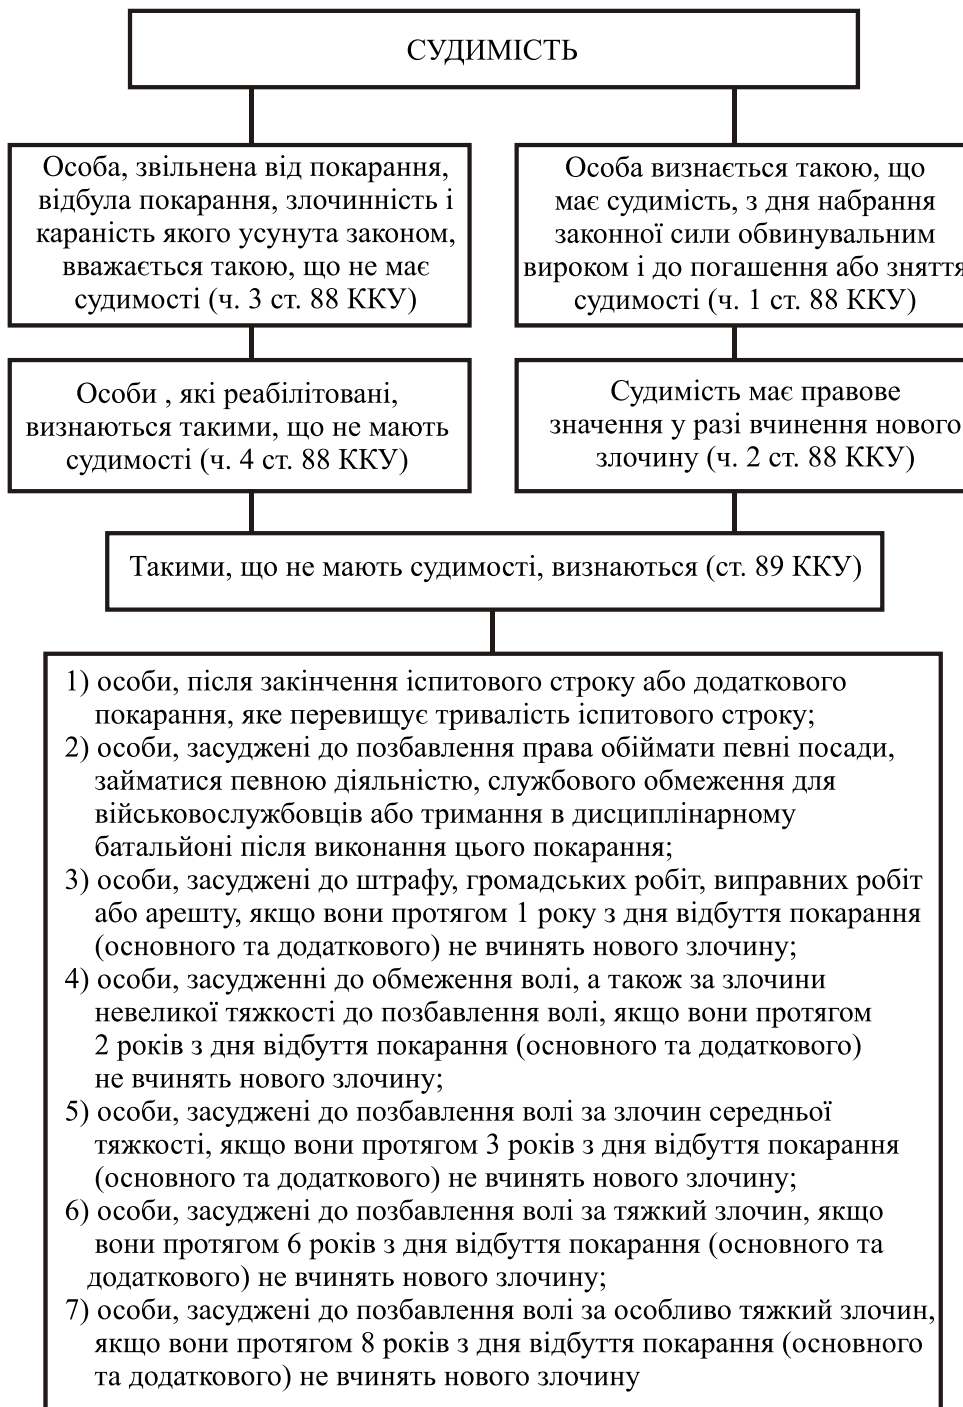 СУДИМІСТЬ
Особа, звільнена від покарання,
відбула покарання, злочинність і
караність якого усунута законом,
вважається такою, що не має
судимості (ч. 3 ст. 88 ККУ)
Особа визнається такою, що
має судимість, з дня набрання
законної сили обвинувальним
вироком і до погашення або зняття
судимості (ч. 1 ст. 88 ККУ)
Особи , які реабілітовані,
визнаються такими, що не мають
судимості (ч. 4 ст. 88 ККУ)
Судимість має правове
значення у разі вчинення нового
злочину (ч. 2 ст. 88 ККУ)
Такими, що не мають судимості, визнаються (ст. 89 ККУ)
1) особи, після закінчення іспитового строку або додаткового
покарання, яке перевищує тривалість іспитового строку;
2) особи, засуджені до позбавлення права обіймати певні посади,
займатися певною діяльністю, службового обмеження для
військовослужбовців або тримання в дисциплінарному
батальйоні після виконання цього покарання;
3) особи, засуджені до штрафу, громадських робіт, виправних робіт
або арешту, якщо вони протягом 1 року з дня відбуття покарання
(основного та додаткового) не вчинять нового злочину;
4) особи, засудженні до обмеження волі, а також за злочини
невеликої тяжкості до позбавлення волі, якщо вони протягом
2 років з дня відбуття покарання (основного та додаткового)
не вчинять нового злочину;
5) особи, засуджені до позбавлення волі за злочин середньої
тяжкості, якщо вони протягом 3 років з дня відбуття покарання
(основного та додаткового) не вчинять нового злочину;
6) особи, засуджені до позбавлення волі за тяжкий злочин, якщо
вони протягом 6 років з дня відбуття покарання (основного та
додаткового) не вчинять нового злочину;
7) особи, засуджені до позбавлення волі за особливо тяжкий злочин,
якщо вони протягом 8 років з дня відбуття покарання (основного
та додаткового) не вчинять нового злочину